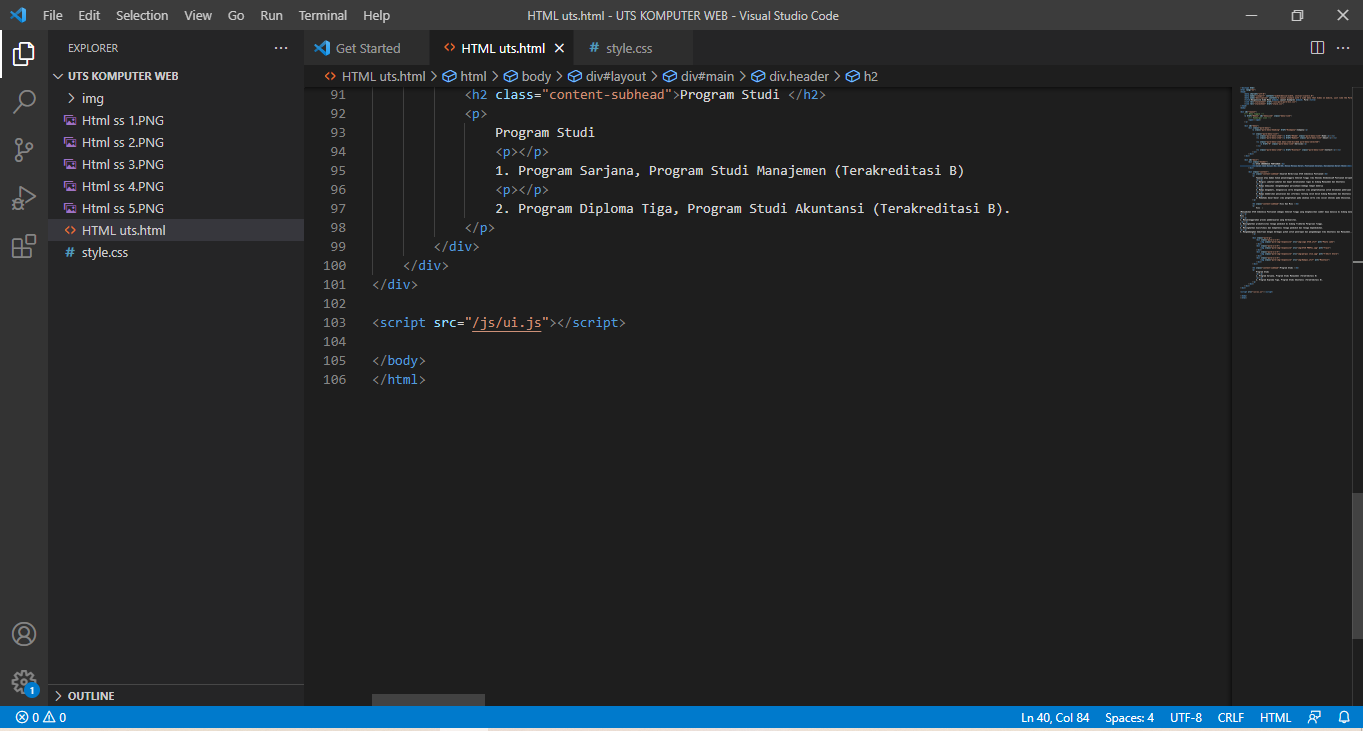 File Edit Selection View Go Run Terminal Help HTML uts.html - UTS KOMPUTER WEB - Visual Studio Code
EXPLORER
Get Started HTML uts.html style.css
UTS KOMPUTER WEB
HTML uts.html > html > body > div#layout > div#main > div.header > h2
img
Html ss 1.PNG
Html ss 2.PNG
Html ss 3.PNG
Html ss 4.PNG
Html ss 5.PNG
HTML uts.html
style.css
91 <h2 class="content-subhead">Program Studi </h2>
92 <p>
93 Program Studi
94 <p></p>
95 1. Program Sarjana, Program Studi Manajemen (Terakreditasi B)
96 <p></p>
97 2. Program Diploma Tiga, Program Studi Akuntansi (Terakreditasi B).
98 </p>
99 </div>
100 </div>
101 </div>
102
103 <script src="/js/ui.js"></script>
104
105 </body>
106 </html>
1
OUTLINE
0 0 Ln 40, Col 84 Spaces: 4 UTF-8 CRLF HTML